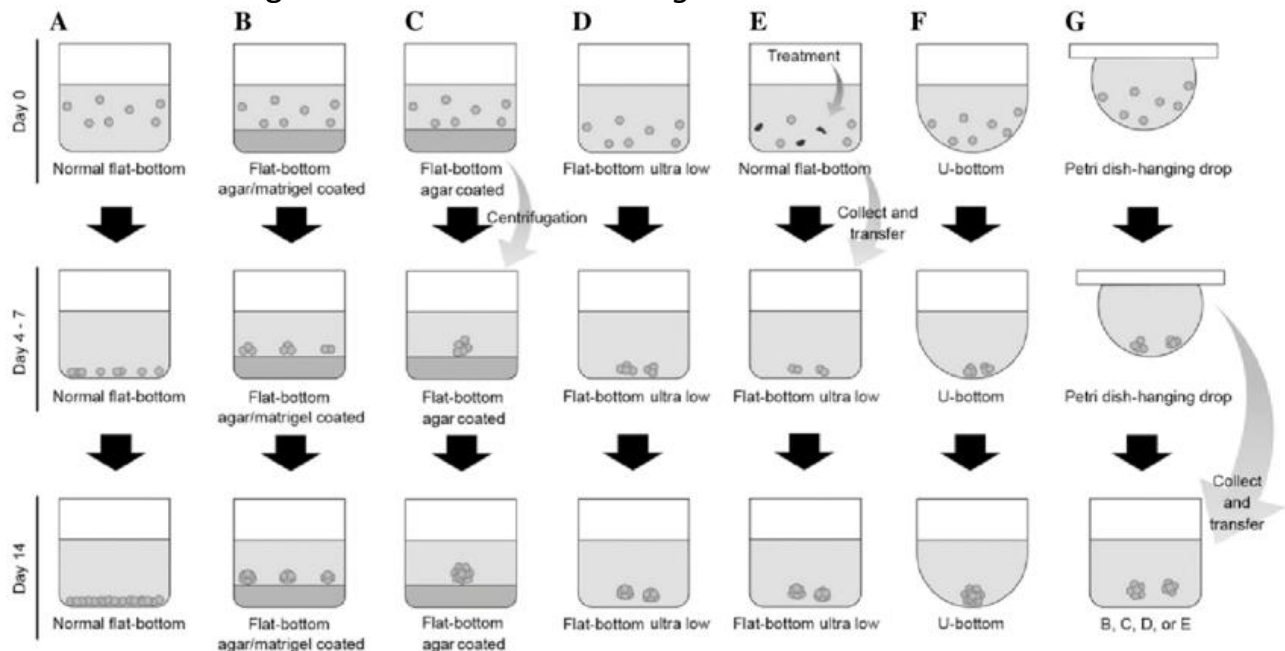 A B C D E F G
Day 0
Treatment
Normal flat-bottom
Flat-bottom
agar/matrigel coated
Flat-bottom
agar coated
Flat-bottom ultra low
Normal flat-bottom
U-bottom
Petri dish-hanging drop
Centrifugation
Collect and
transfer
Day 4 - 7
Normal flat-bottom
Flat-bottom
agar/matrigel coated
Flat-bottom
agar coated
Flat-bottom ultra low
Flat-bottom ultra low
U-bottom
Petri dish-hanging drop
Collect
and
transfer
Day 14
Normal flat-bottom
Flat-bottom
agar/matrigel coated
Flat-bottom
agar coated
Flat-bottom ultra low
Flat-bottom ultra low
U-bottom
B, C, D, or E